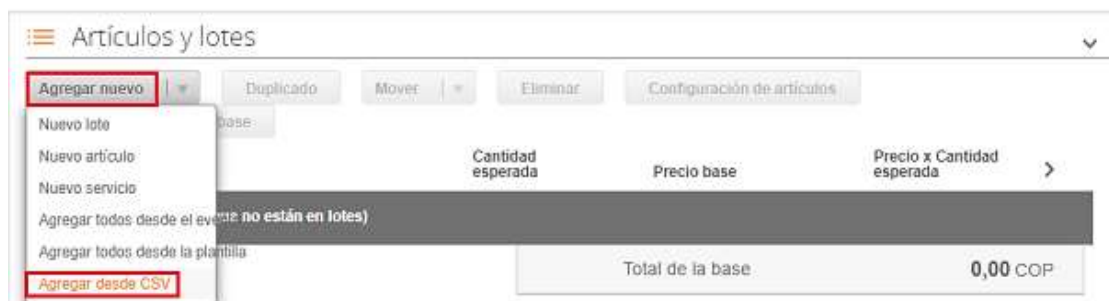 Artículos y lotes
Agregar nuevo
Duplicado
Mover
Eliminar
Configuración de artículos
Nuevo lote
base
Nuevo artículo
Nuevo servicio
Cantidad
esperada
Precio base
Precio x Cantidad
esperada
Agregar todos desde el
no están en lotes)
Agregar todos desde la plantilla
Agregar desde CSV
Total de la base
0,00 COP